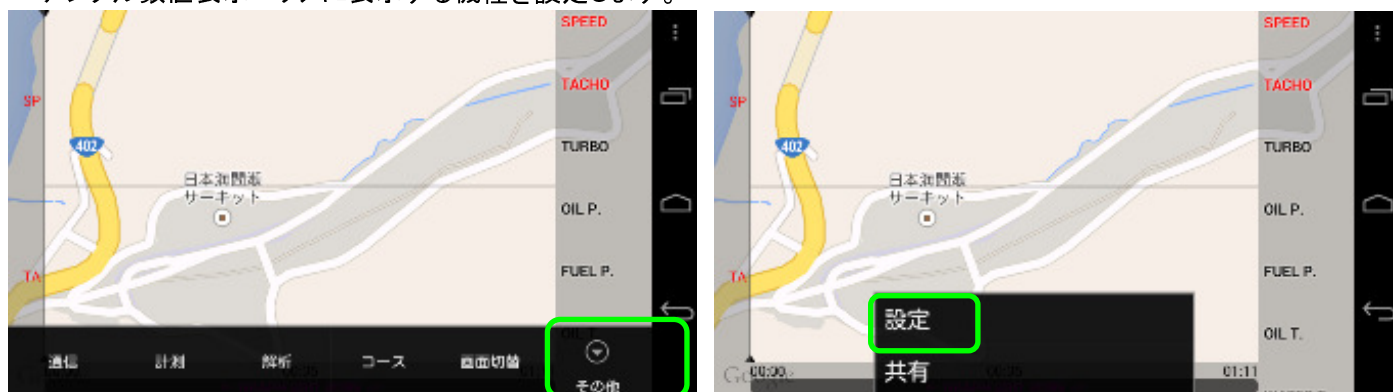 SPEED
TACHO
SP
402
TURBO
日本海間瀬
サーキット
OIL P.
FUEL P.
TA
OIL T.
通信
計測
解析
コース
画面切替
その他
SPEED
TACHO
SP
402
TURBO
日本海間瀬
サーキット
OIL P.
FUEL P.
TA
設定
OIL T.
共有
00:00
01:11